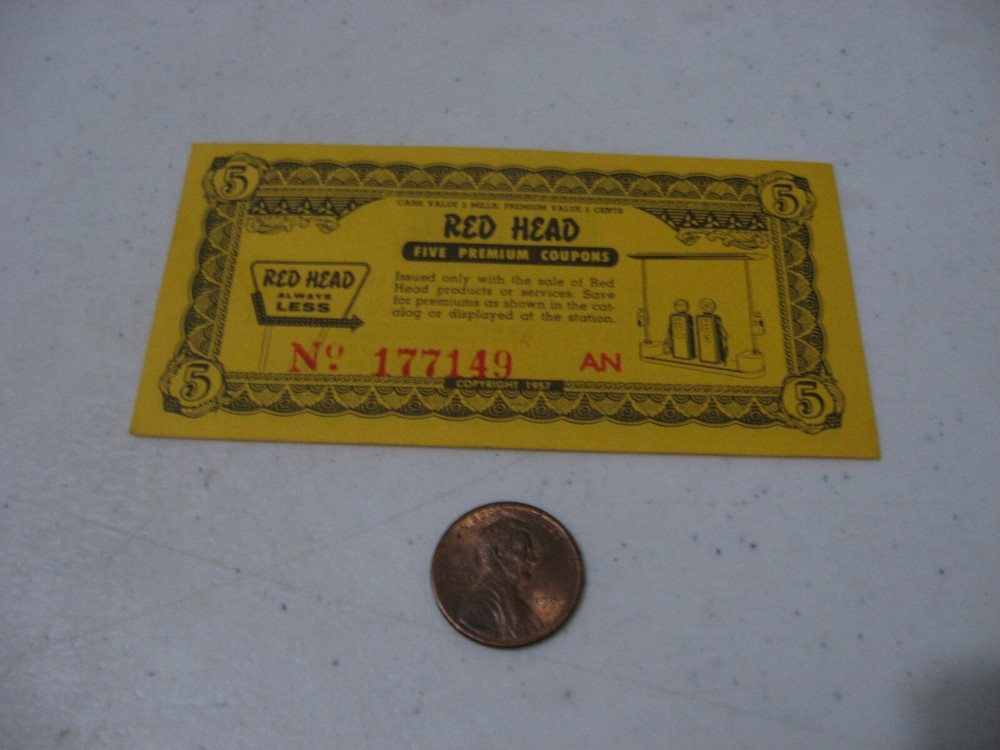 5
5
CASH VALUE 5 MILLS: PREMIUM VALUE 5 CENTS
RED HEAD
FIVE PREMIUM COUPONS
Issued only with the sale of Red
Head products or services. Save
for premiums as shown in the cat-
alog or displayed at the station.
RED HEAD
ALWAYS
LESS
Nº 177149 AN
COPYRIGHT 1957
5
5